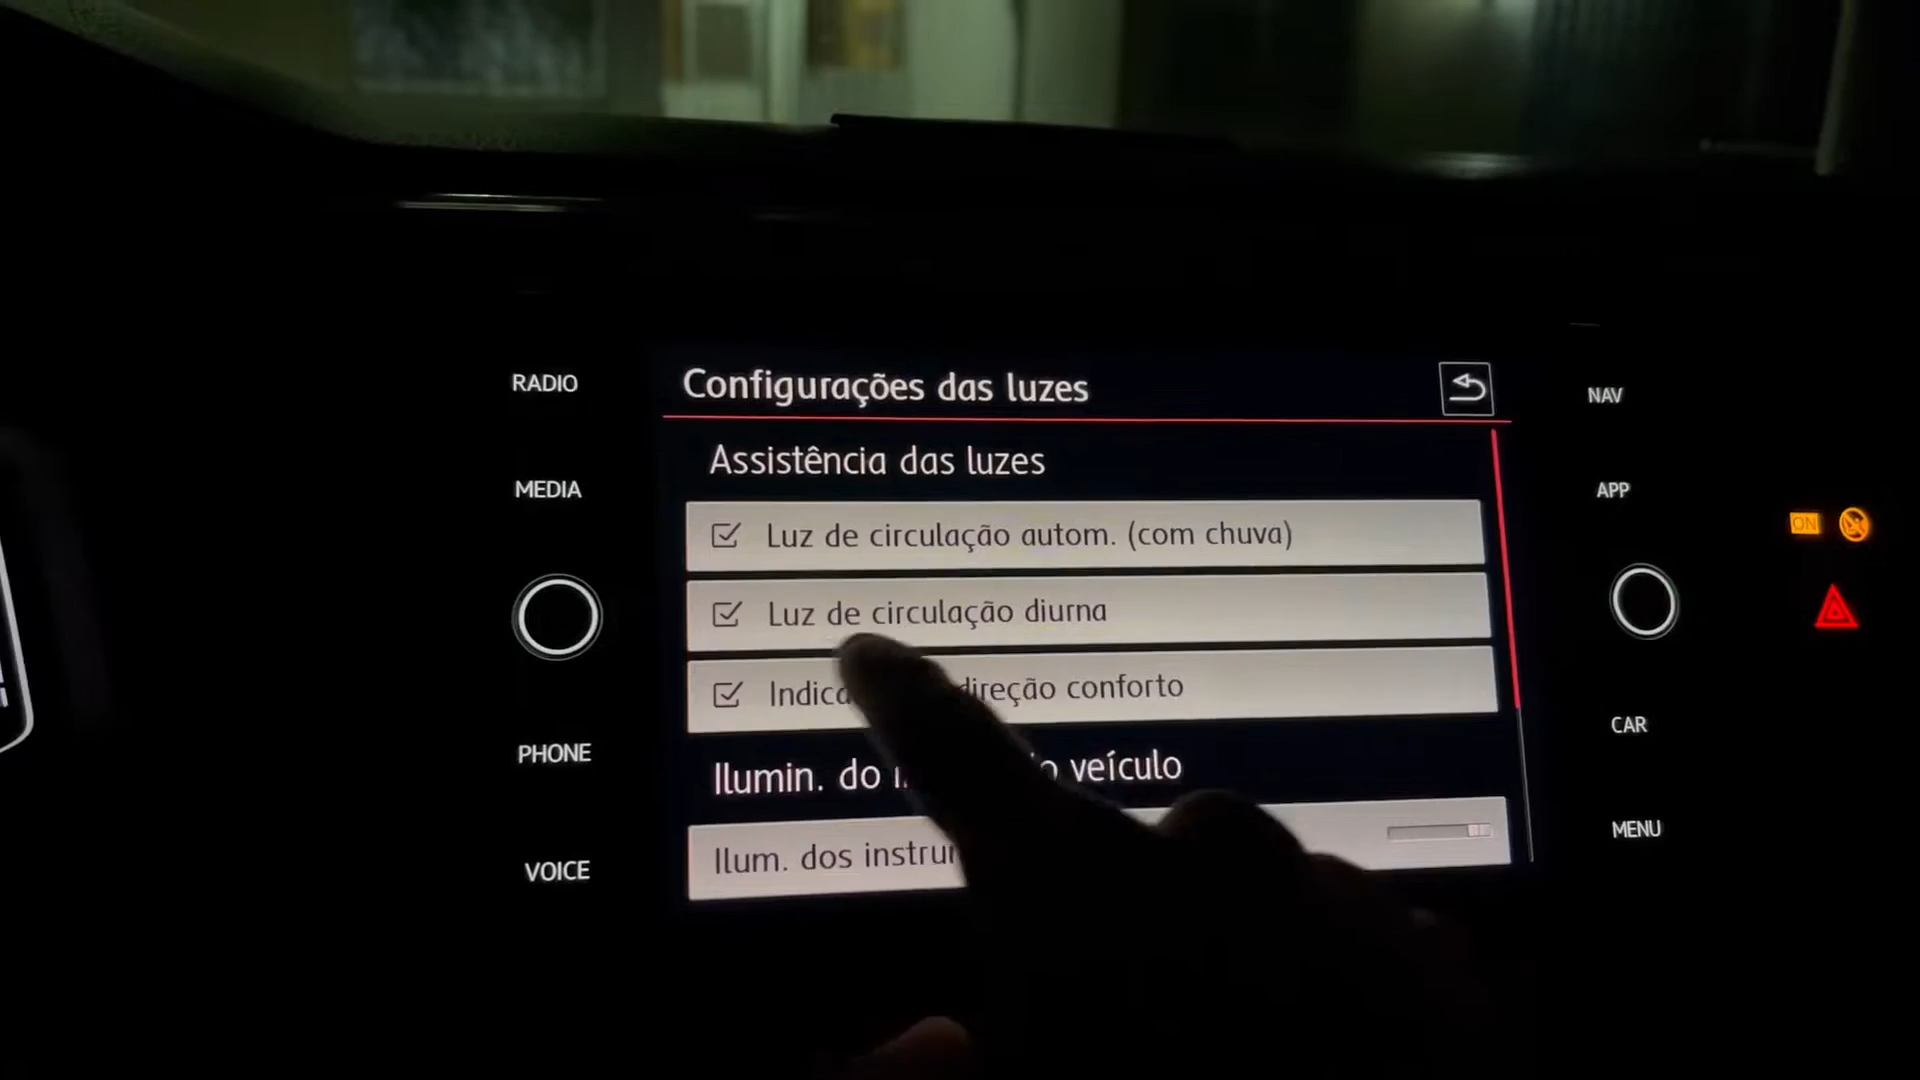 RADIO
MEDIA
PHONE
VOICE
Configurações das luzes
Assistência das luzes
Luz de circulação autom. (com chuva)
Luz de circulação diurna
direção conforto
Ilumin. do veículo
Ilum. dos
NAV
APP
CAR
MENU
ON